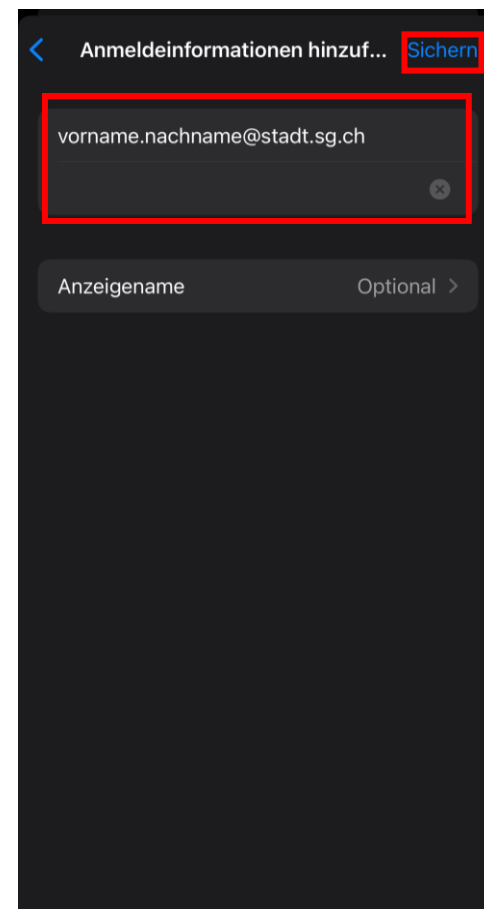 Anmeldeinformationen hinzuf... Sichern
vorname.nachname@stadt.sg.ch
Anzeigename Optional